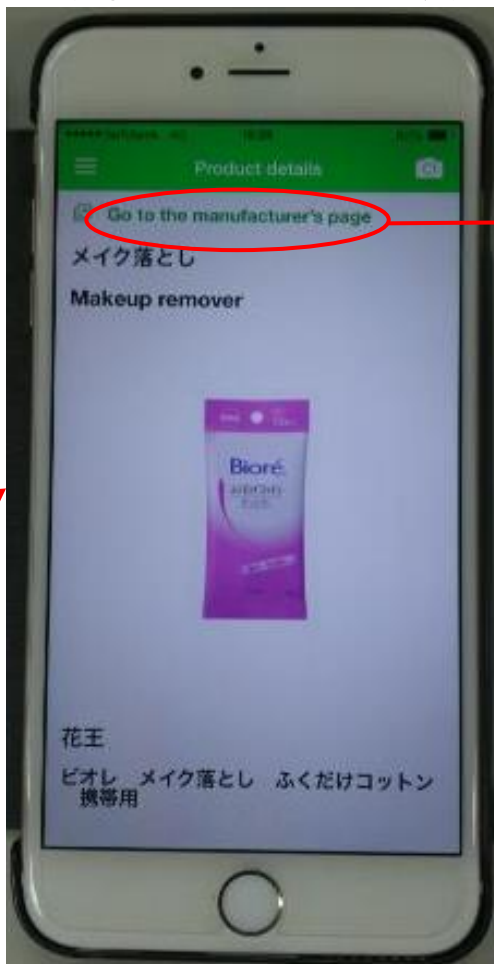 Product details
Go to the manufacturer's page
メイク落とし
Makeup remover
Bioré
花王
ビオレ メイク落とし ふくだけコットン
携帯用